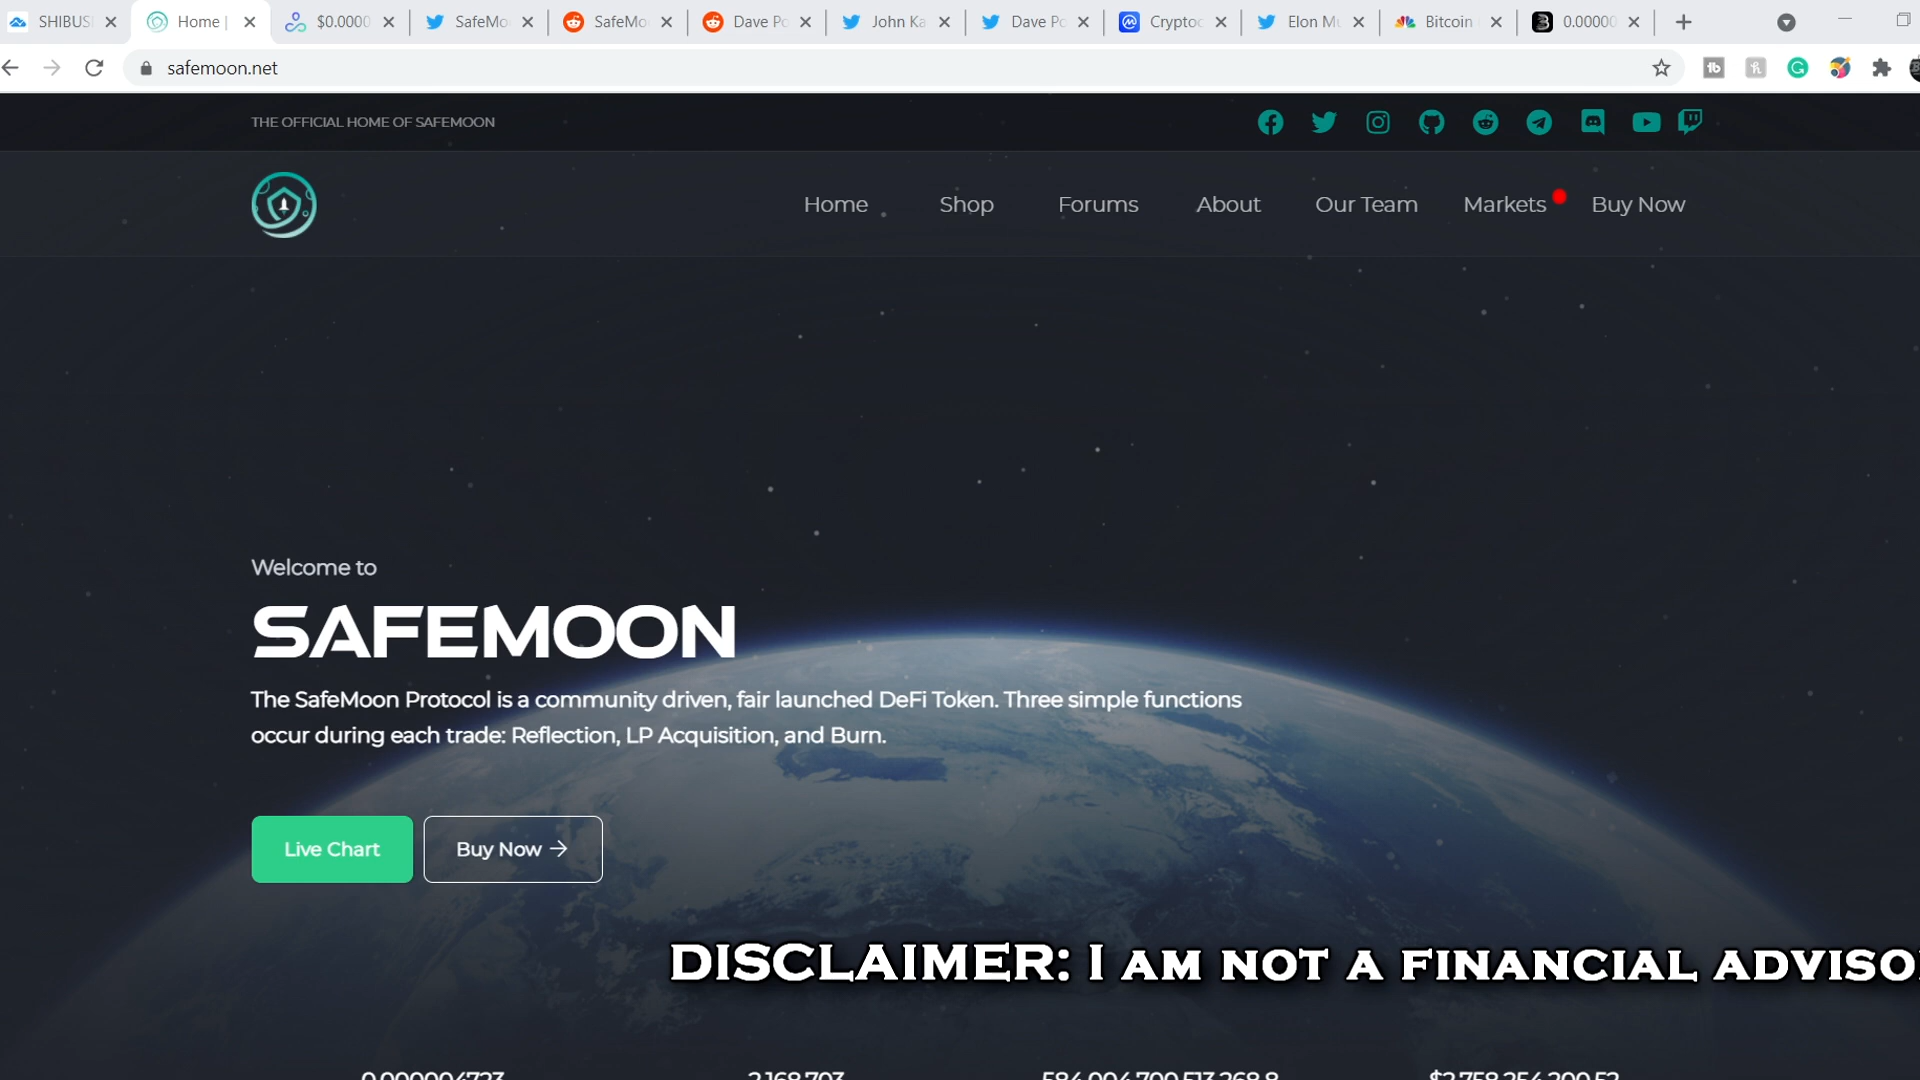 SHIBUSI
Home |
$0.0000
SafeMo
SafeMo
Dave Po
John Ka
Dave Po
Cryptoc
Elon Mu
Bitcoin
0.00000
safemoon.net
THE OFFICIAL HOME OF SAFEMOON
Home
Shop
Forums
About
Our Team
Markets
Buy Now
Welcome to
SAFEMOON
The SafeMoon Protocol is a community driven, fair launched DeFi Token. Three simple functions
occur during each trade: Reflection, LP Acquisition, and Burn.
Live Chart
Buy Now →
DISCLAIMER: I AM NOT A FINANCIAL ADVISO